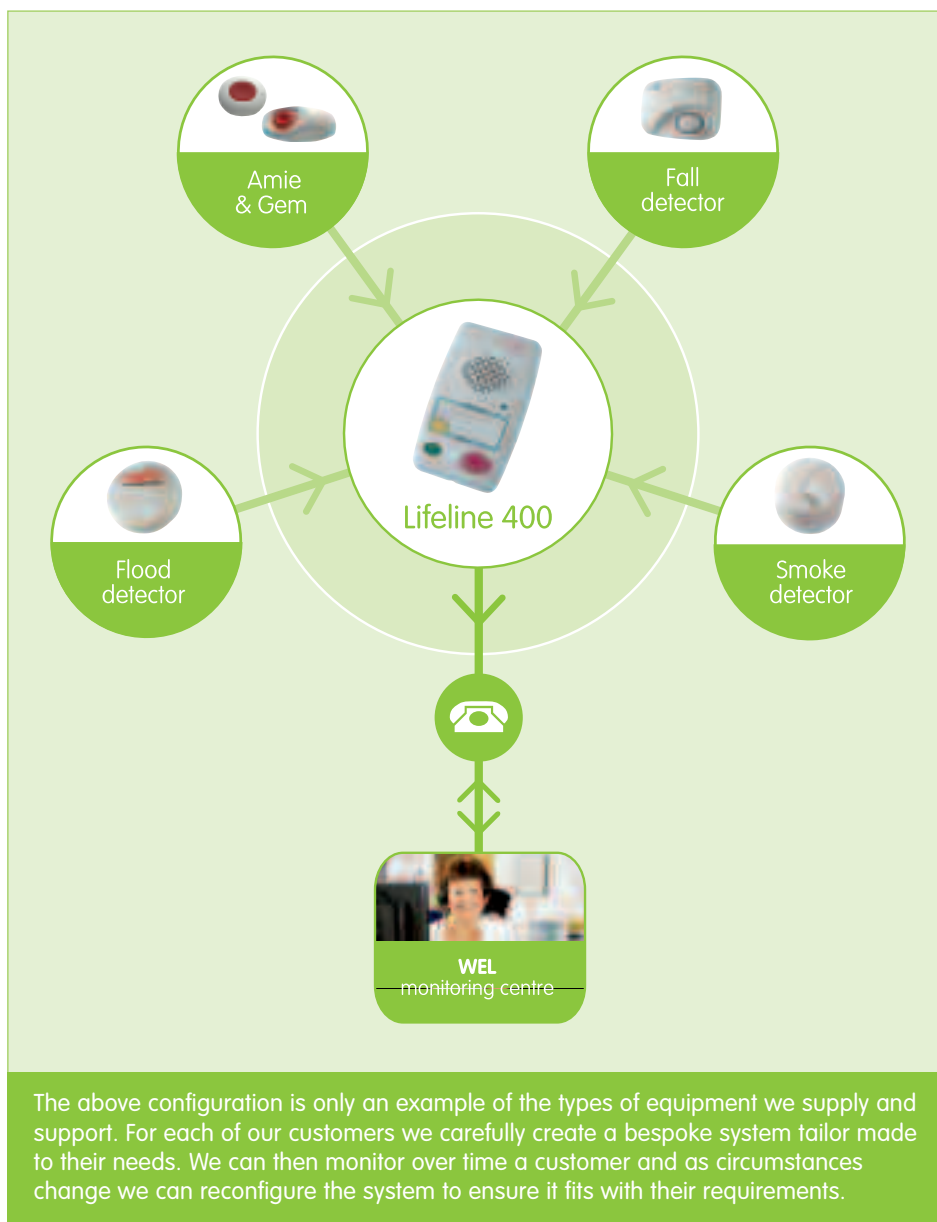 Amie
& Gem
Fall
detector
Lifeline 400
Flood
detector
Smoke
detector
WEL
monitoring centre
The above configuration is only an example of the types of equipment we supply and
support. For each of our customers we carefully create a bespoke system tailor made
to their needs. We can then monitor over time a customer and as circumstances
change we can reconfigure the system to ensure it fits with their requirements.